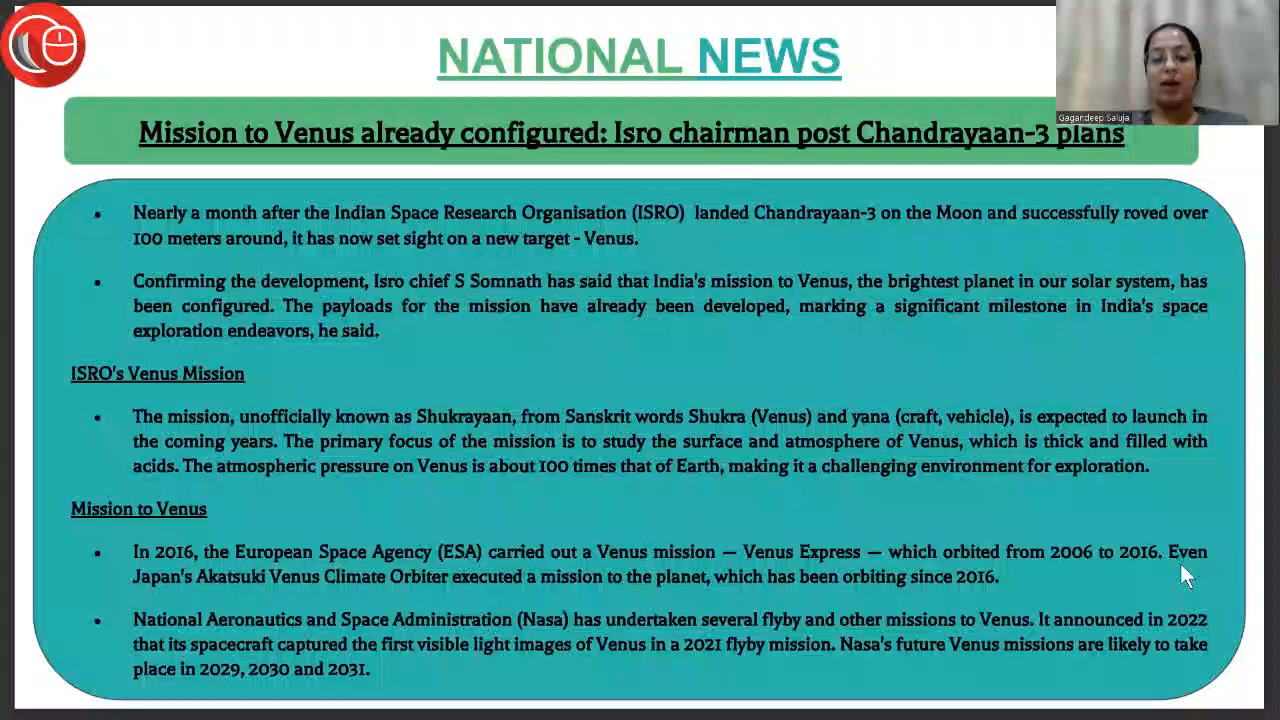 NATIONAL NEWS
Gagandeep Saluja
Mission to Venus already configured: Isro chairman post Chandrayaan-3 plans
• Nearly a month after the Indian Space Research Organisation (ISRO) landed Chandrayaan-3 on the Moon and successfully roved over
100 meters around, it has now set sight on a new target - Venus.
• Confirming the development, Isro chief S Somnath has said that India's mission to Venus, the brightest planet in our solar system, has
been configured. The payloads for the mission have already been developed, marking a significant milestone in India's space
exploration endeavors, he said.
ISRO's Venus Mission
• The mission, unofficially known as Shukrayaan, from Sanskrit words Shukra (Venus) and yana (craft, vehicle), is expected to launch in
the coming years. The primary focus of the mission is to study the surface and atmosphere of Venus, which is thick and filled with
acids. The atmospheric pressure on Venus is about 100 times that of Earth, making it a challenging environment for exploration.
Mission to Venus
• In 2016, the European Space Agency (ESA) carried out a Venus mission — Venus Express — which orbited from 2006 to 2016. Even
Japan's Akatsuki Venus Climate Orbiter executed a mission to the planet, which has been orbiting since 2016.
• National Aeronautics and Space Administration (Nasa) has undertaken several flyby and other missions to Venus. It announced in 2022
that its spacecraft captured the first visible light images of Venus in a 2021 flyby mission. Nasa's future Venus missions are likely to take
place in 2029, 2030 and 2031.